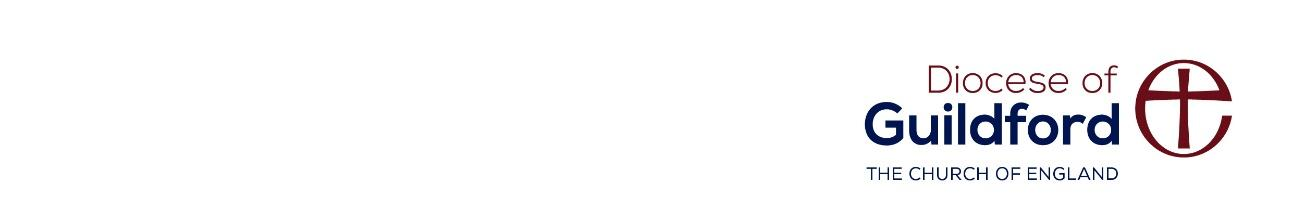 Diocese of
Guildford
THE CHURCH OF ENGLAND